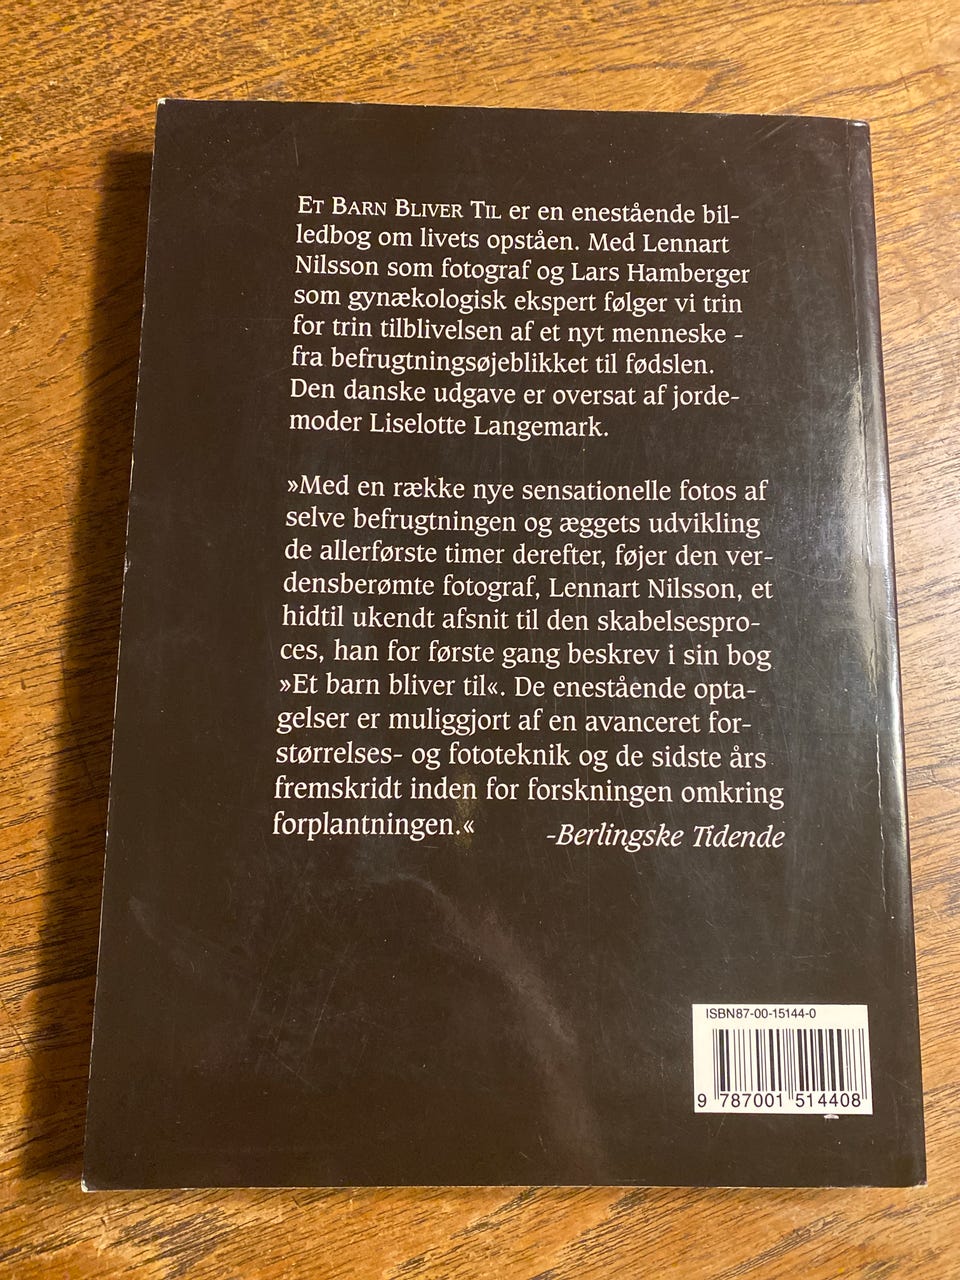 ET BARN BLIVER TIL er en enestående bil-
ledbog om livets opståen. Med Lennart
Nilsson som fotograf og Lars Hamberger
som gynækologisk ekspert følger vi trin
for trin tilblivelsen af et nyt menneske -
fra befrugtningsøjeblikket til fødslen.
Den danske udgave er oversat af jorde-
moder Liselotte Langemark.
»Med en række nye sensationelle fotos af
selve befrugtningen og æggets udvikling
de allerførste timer derefter, føjer den ver-
densberømte fotograf, Lennart Nilsson, et
hidtil ukendt afsnit til den skabelsespro-
ces, han for første gang beskrev i sin bog
»Et barn bliver til«. De enestående opta-
gelser er muliggjort af en avanceret for-
størrelses- og fototeknik og de sidste års
fremskridt inden for forskningen omkring
forplantningen.«
-Berlingske Tidende
ISBN87-00-15144-0
9 787001 514408